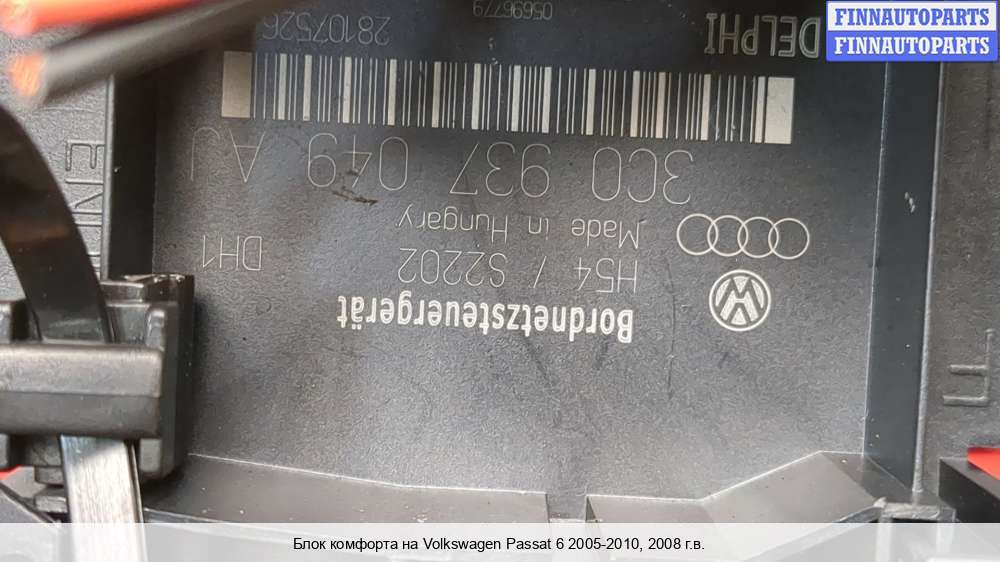 FINNAUTOPARTS
FINNAUTOPARTS
Bordnetzsteuergerät
H54 / S2202
DH1
Made in Hungary
3C0 937 049 AJ
DELPHI
28107526
05696779
Блок комфорта на Volkswagen Passat 6 2005-2010, 2008 г.в.